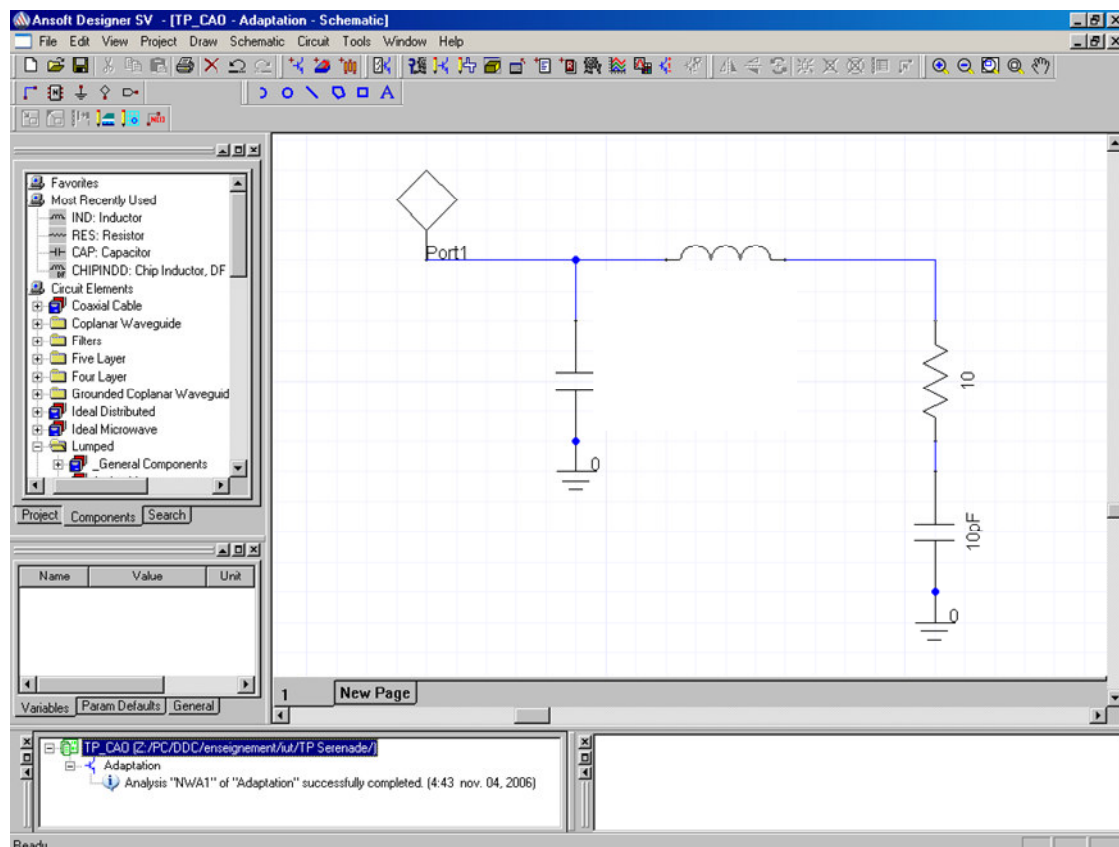 Ansoft Designer SV - [TP_CAO - Adaptation - Schematic]
File Edit View Project Draw Schematic Circuit Tools Window Help
Favorites
Most Recently Used
IND: Inductor
RES: Resistor
CAP: Capacitor
CHIPINDD: Chip Inductor, DF
Circuit Elements
Coaxial Cable
Coplanar Waveguide
Filters
Five Layer
Four Layer
Grounded Coplanar Waveguid
Ideal Distributed
Ideal Microwave
Lumped
_General Components
Project Components Search
Name Value Unit
Variables Param Defaults General
Port1
10
0
10pF
0
1 New Page
TP_CAO (Z:/PC/DDC/enseignement/iut/TP Serenade/)
Adaptation
Analysis "NWA1" of "Adaptation" successfully completed. (4:43 nov. 04, 2006)
Ready